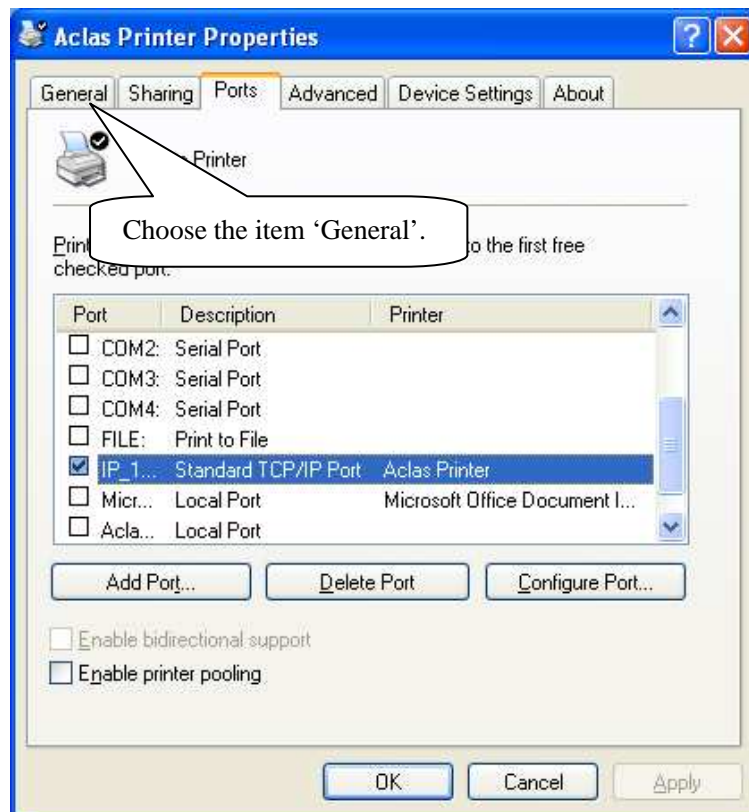 Aclas Printer Properties
General Sharing Ports Advanced Device Settings About
Printer
Choose the item ‘General’.
Print to the first free
checked port.
Port Description Printer
COM2: Serial Port
COM3: Serial Port
COM4: Serial Port
FILE: Print to File
IP_1... Standard TCP/IP Port Aclas Printer
Micr... Local Port Microsoft Office Document I...
Acla... Local Port
Add Port... Delete Port Configure Port...
Enable bidirectional support
Enable printer pooling
OK Cancel Apply